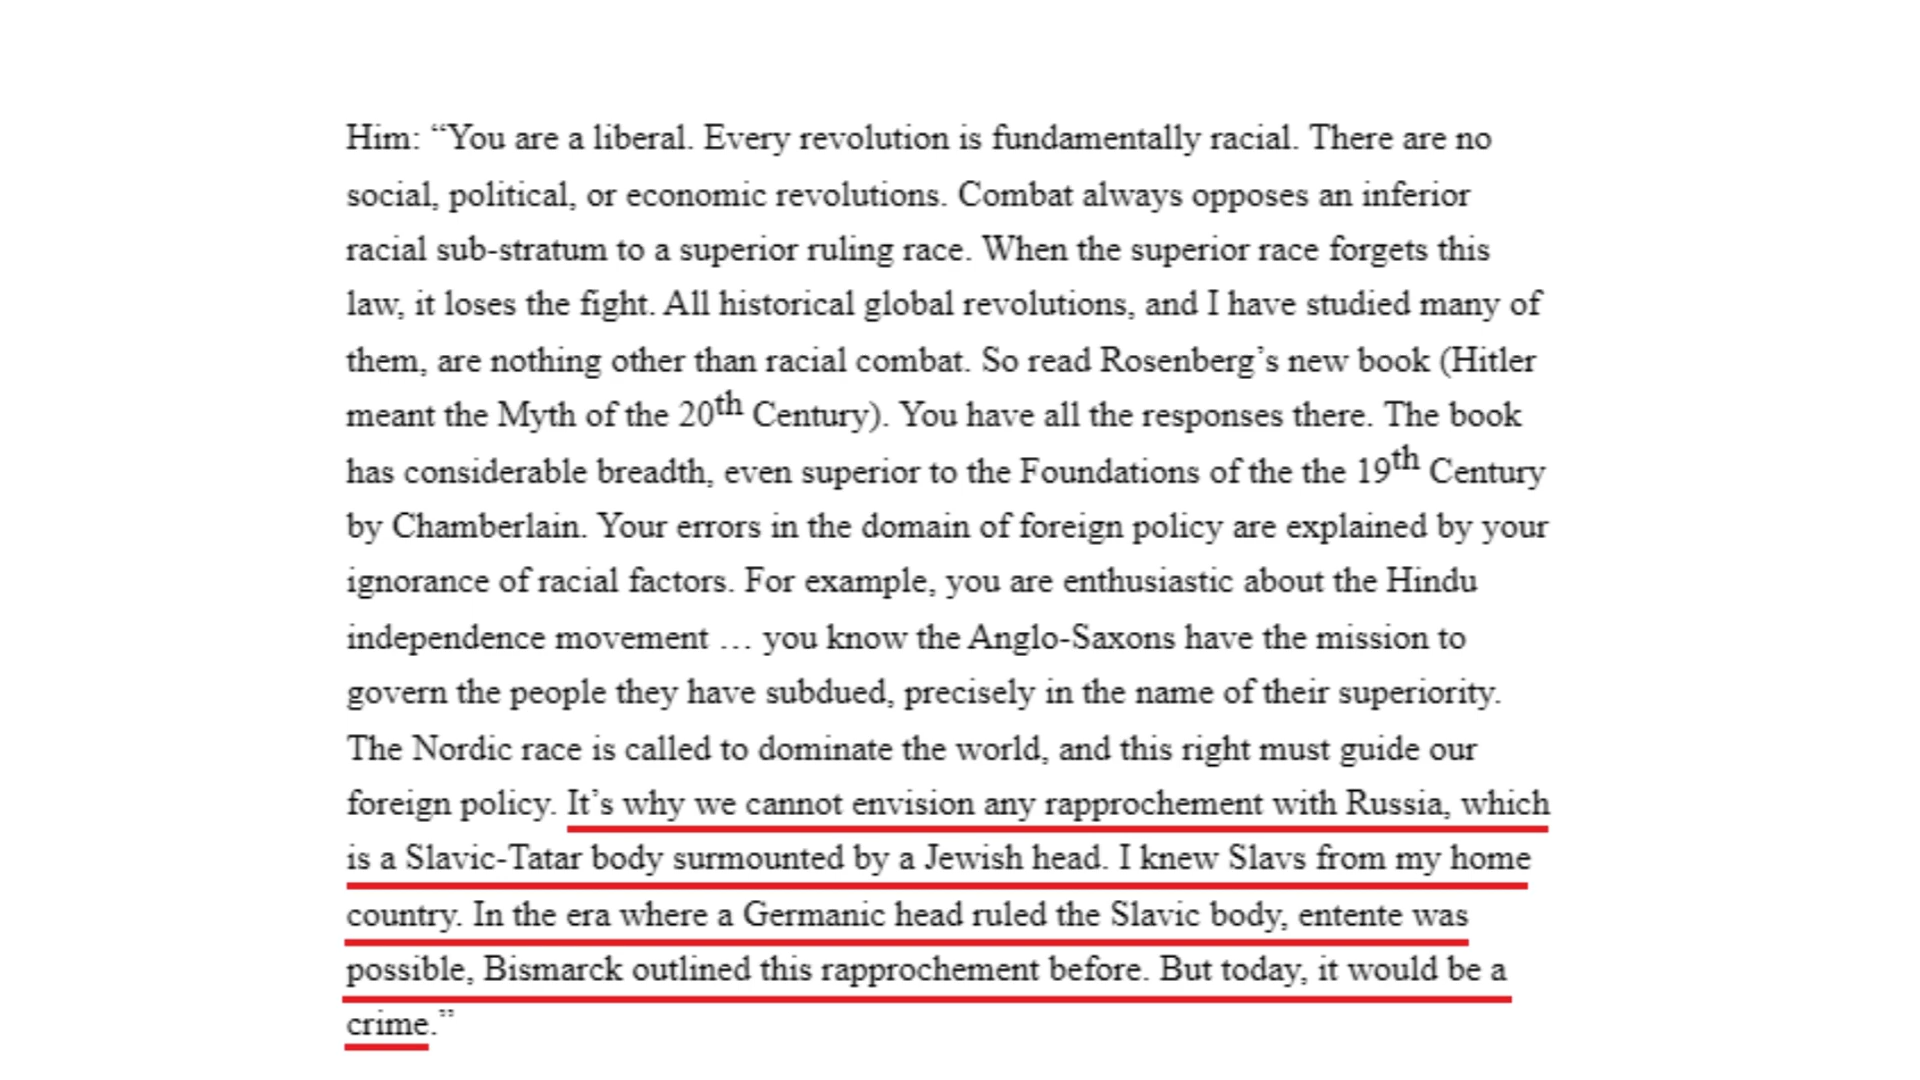 Him: “You are a liberal. Every revolution is fundamentally racial. There are no
social, political, or economic revolutions. Combat always opposes an inferior
racial sub-stratum to a superior ruling race. When the superior race forgets this
law, it loses the fight. All historical global revolutions, and I have studied many of
them, are nothing other than racial combat. So read Rosenberg’s new book (Hitler
meant the Myth of the 20th Century). You have all the responses there. The book
has considerable breadth, even superior to the Foundations of the the 19th Century
by Chamberlain. Your errors in the domain of foreign policy are explained by your
ignorance of racial factors. For example, you are enthusiastic about the Hindu
independence movement … you know the Anglo-Saxons have the mission to
govern the people they have subdued, precisely in the name of their superiority.
The Nordic race is called to dominate the world, and this right must guide our
foreign policy. It’s why we cannot envision any rapprochement with Russia, which
is a Slavic-Tatar body surmounted by a Jewish head. I knew Slavs from my home
country. In the era where a Germanic head ruled the Slavic body, entente was
possible, Bismarck outlined this rapprochement before. But today, it would be a
crime.”